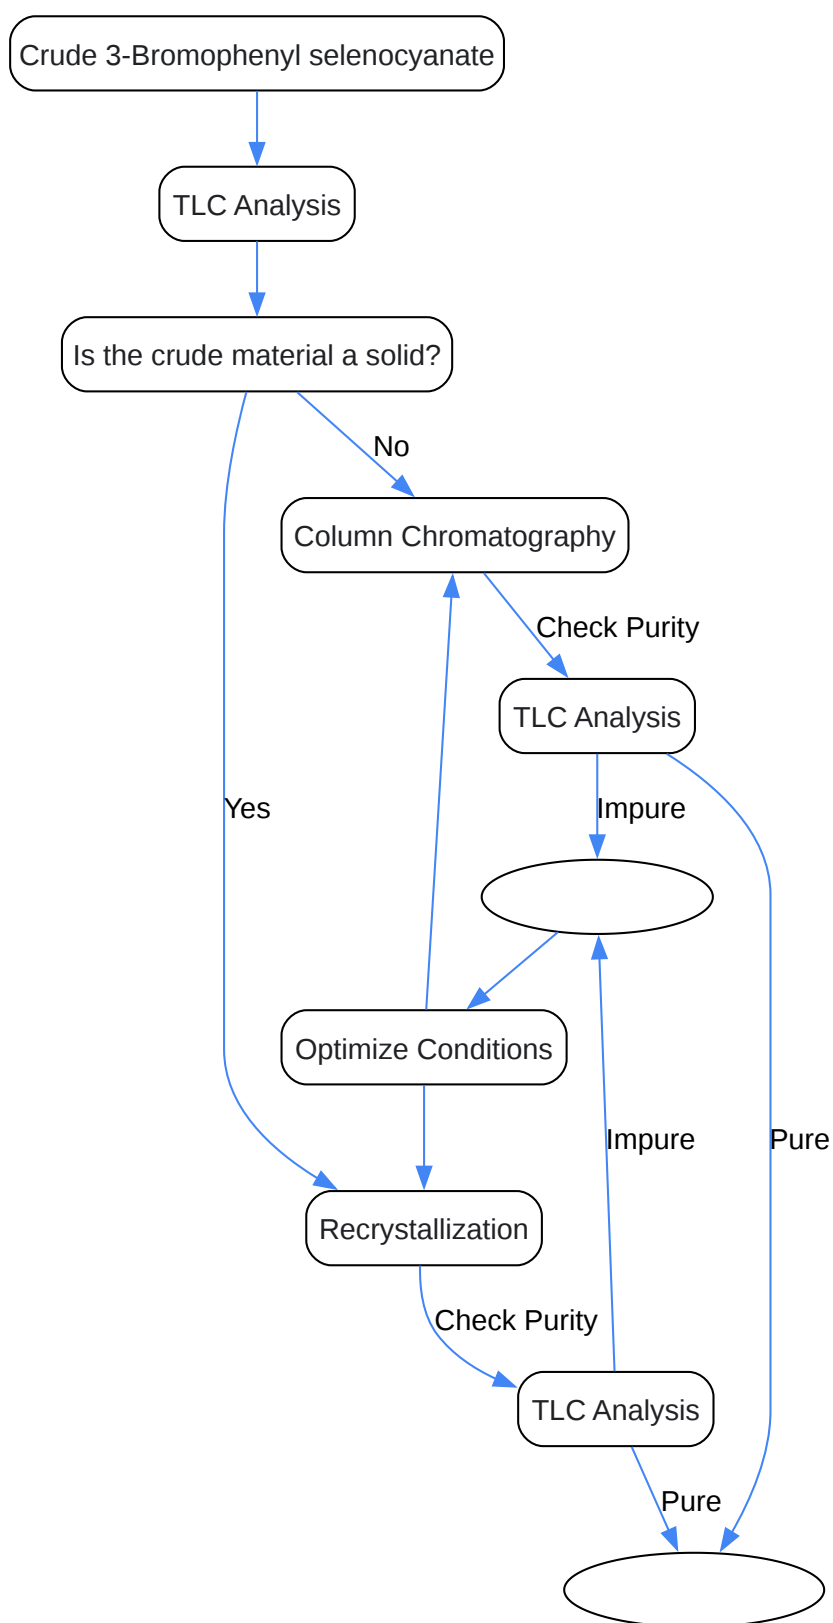 Crude 3-Bromophenyl selenocyanate
TLC Analysis
Is the crude material a solid?
No
Column Chromatography
Check Purity
TLC Analysis
Yes
Impure
Optimize Conditions
Impure
Pure
Recrystallization
Check Purity
TLC Analysis
Pure